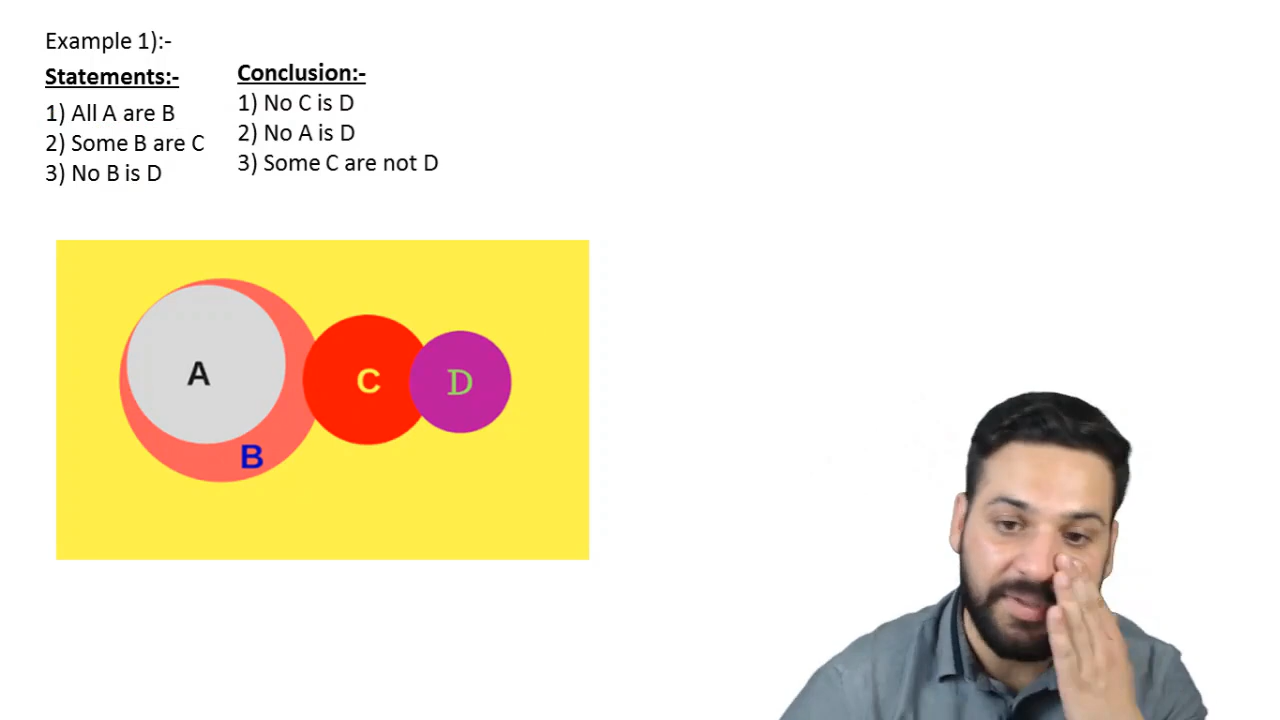 Example 1):-
Statements:-
1) All A are B
2) Some B are C
3) No B is D
Conclusion:-
1) No C is D
2) No A is D
3) Some C are not D
A
B
C
D